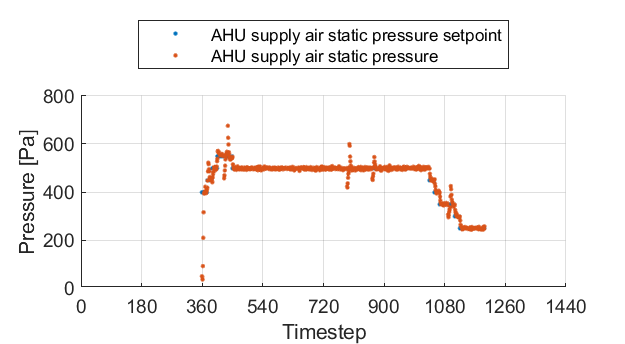 AHU supply air static pressure setpoint
AHU supply air static pressure
800
600
400
200
0
Pressure [Pa]
0 180 360 540 720 900 1080 1260 1440
Timestep